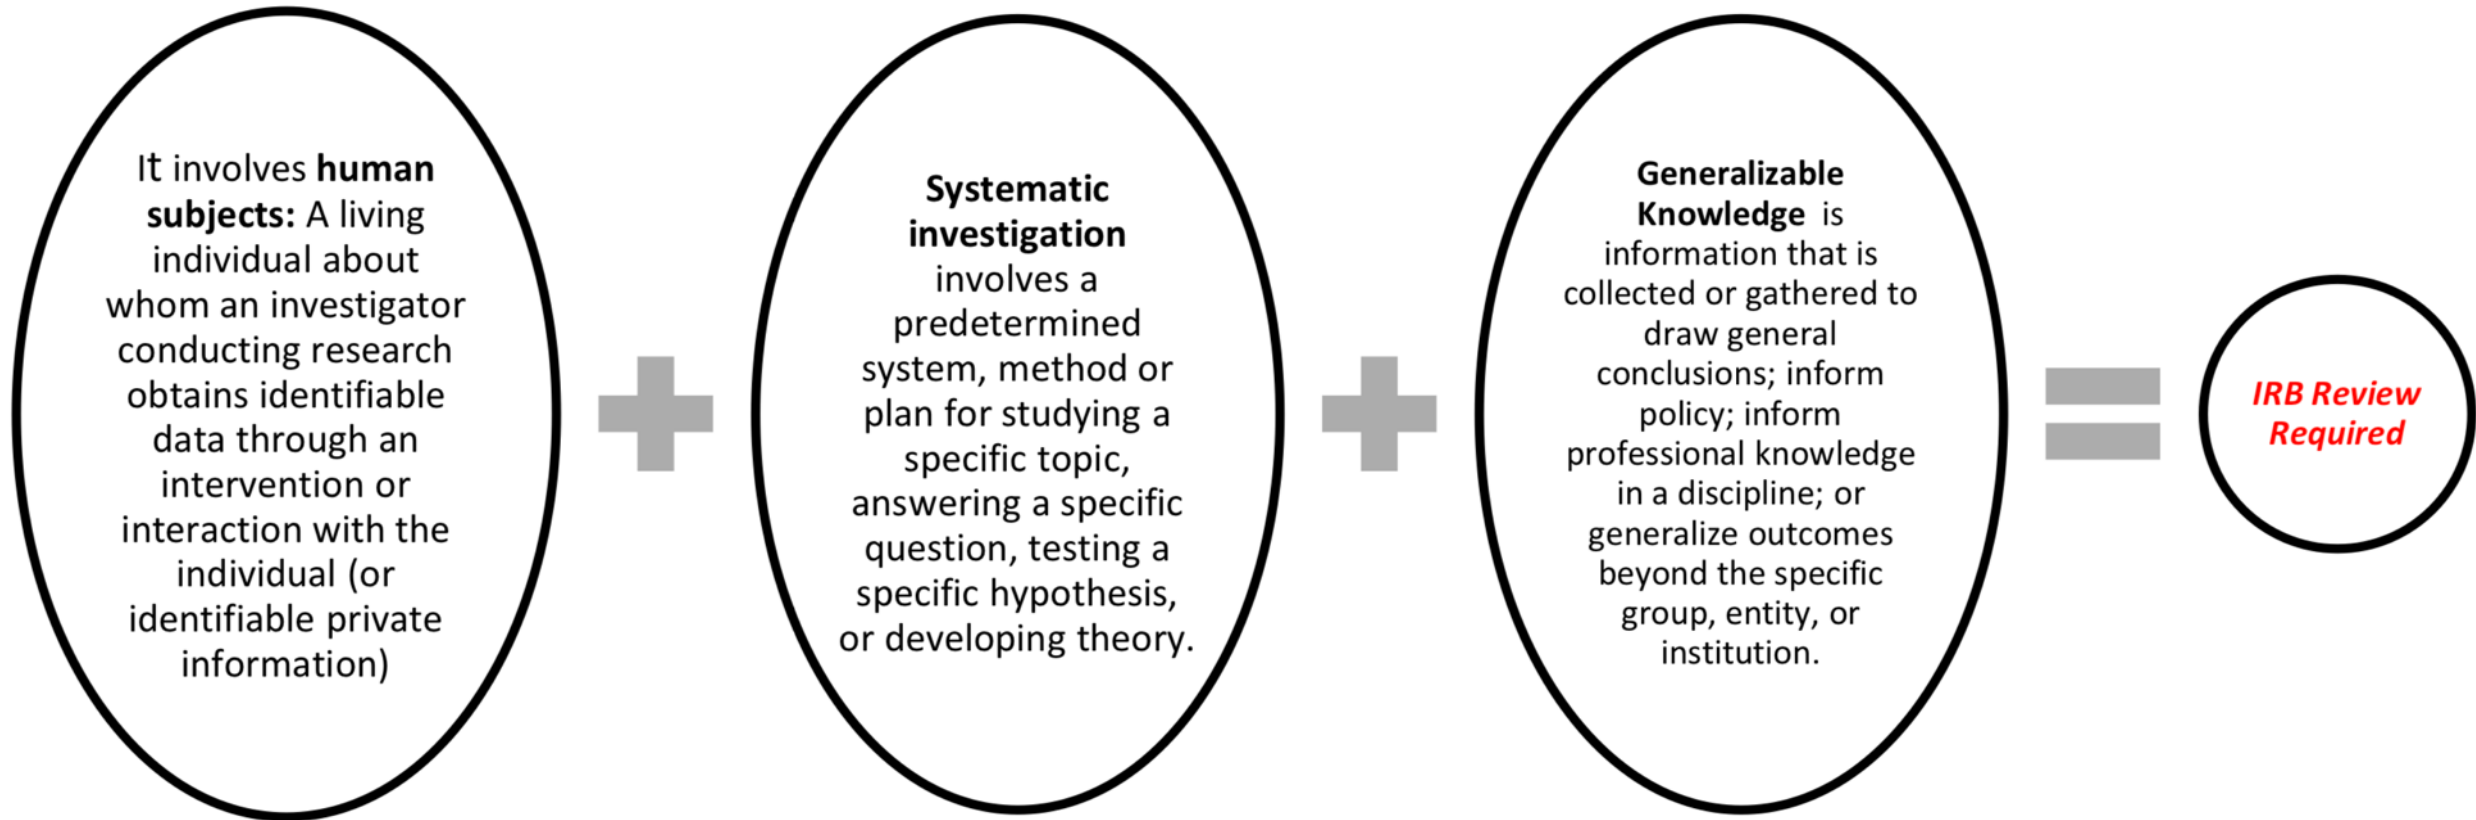 It involves human
subjects: A living
individual about
whom an investigator
conducting research
obtains identifiable
data through an
intervention or
interaction with the
individual (or
identifiable private
information)
Systematic
investigation
involves a
predetermined
system, method or
plan for studying a
specific topic,
answering a specific
question, testing a
specific hypothesis,
or developing theory.
Generalizable
Knowledge is
information that is
collected or gathered to
draw general
conclusions; inform
policy; inform
professional knowledge
in a discipline; or
generalize outcomes
beyond the specific
group, entity, or
institution.
IRB Review
Required